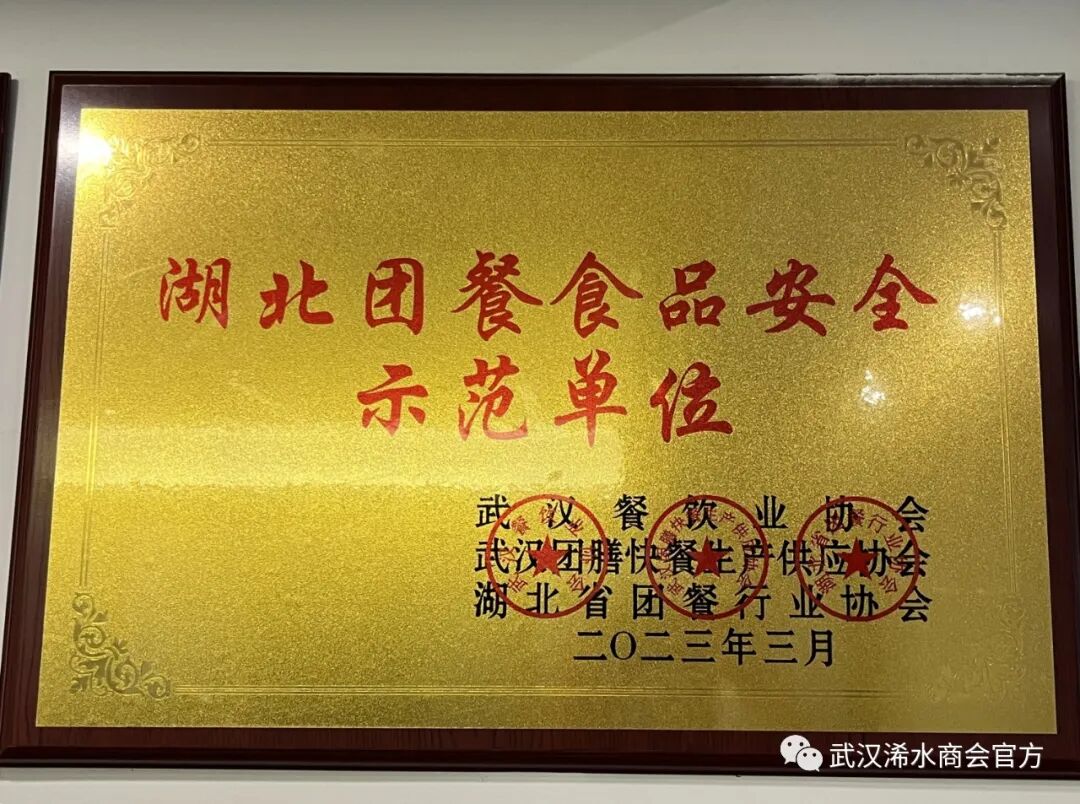 湖北团餐食品安全
示范单位
武汉餐饮业协会
武汉团膳快餐生产供应协会
湖北省团餐行业协会
二〇二三年三月
武汉浠水商会官方